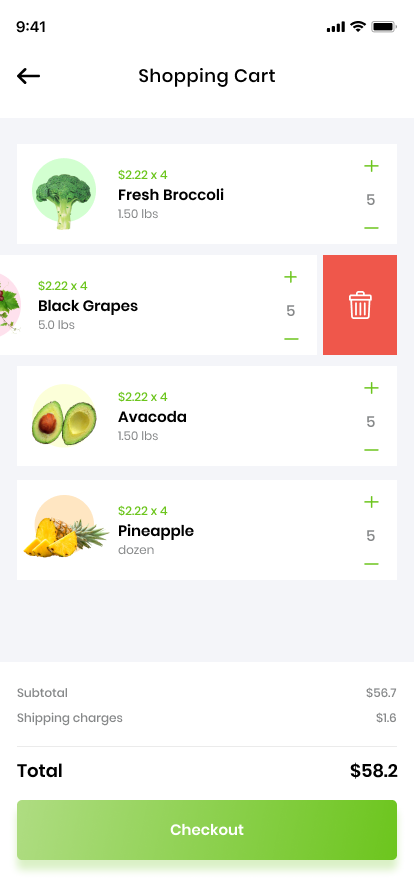 9:41
Shopping Cart
$2.22 x 4
Fresh Broccoli
1.50 lbs
5
$2.22 x 4
Black Grapes
5.0 lbs
5
$2.22 x 4
Avacoda
1.50 lbs
5
$2.22 x 4
Pineapple
dozen
5
Subtotal $56.7
Shipping charges $1.6
Total $58.2
Checkout